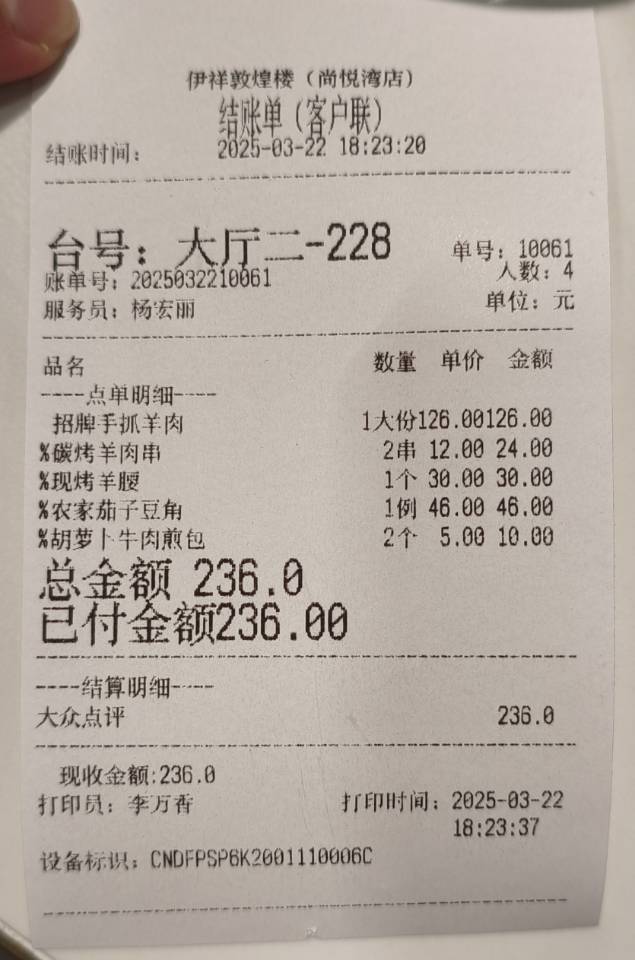 伊祥敦煌楼（尚悦湾店）
结账单（客户联）
结账时间： 2025-03-22 18:23:20
台号：大厅二-228 单号：10061
账单号：2025032210061 人数：4
服务员：杨宏丽 单位：元
品名 数量 单价 金额
----点单明细----
招牌手抓羊肉 1大份126.00126.00
%碳烤羊肉串 2串 12.00 24.00
%现烤羊腰 1个 30.00 30.00
%农家茄子豆角 1例 46.00 46.00
%胡萝卜牛肉煎包 2个 5.00 10.00
总金额 236.0
已付金额236.00
----结算明细----
大众点评 236.0
现收金额:236.0
打印员：李万香 打印时间：2025-03-22
18:23:37
设备标识：CNDFPSP6K2001110006C